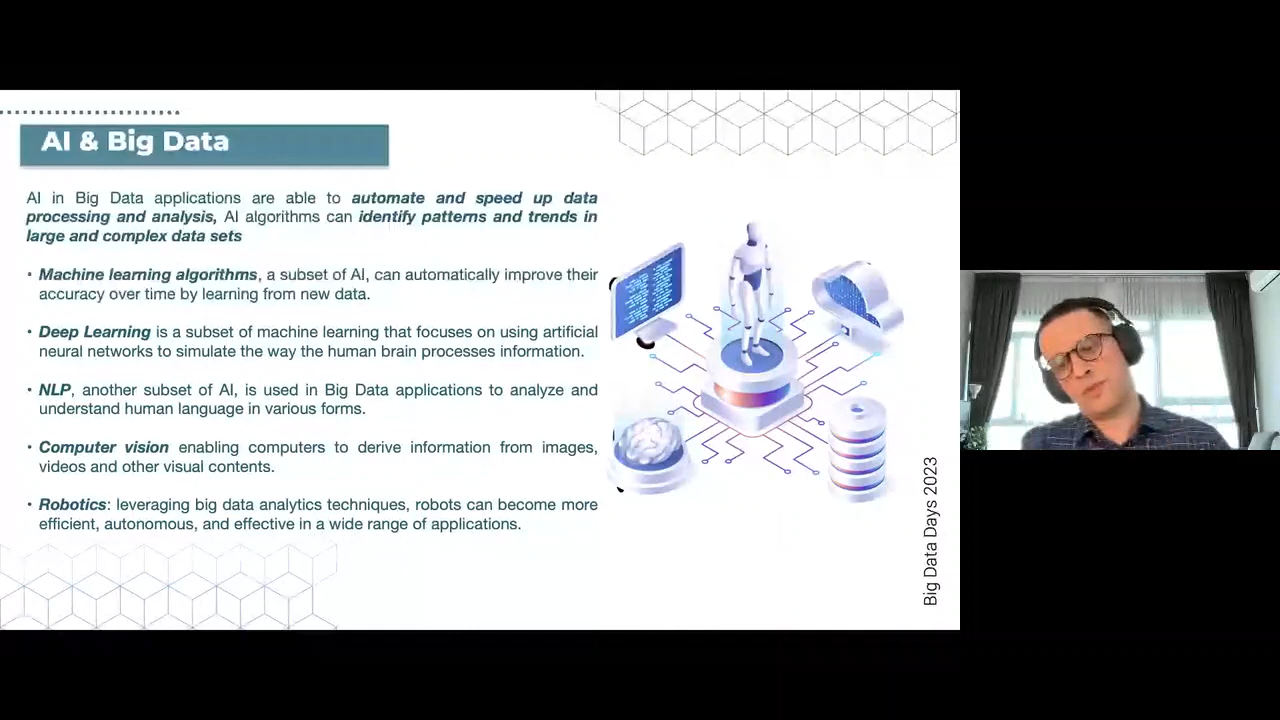 AI & Big Data
AI in Big Data applications are able to automate and speed up data
processing and analysis, AI algorithms can identify patterns and trends in
large and complex data sets
• Machine learning algorithms, a subset of AI, can automatically improve their
accuracy over time by learning from new data.
• Deep Learning is a subset of machine learning that focuses on using artificial
neural networks to simulate the way the human brain processes information.
• NLP, another subset of AI, is used in Big Data applications to analyze and
understand human language in various forms.
• Computer vision enabling computers to derive information from images,
videos and other visual contents.
• Robotics: leveraging big data analytics techniques, robots can become more
efficient, autonomous, and effective in a wide range of applications.
Big Data Days 2023